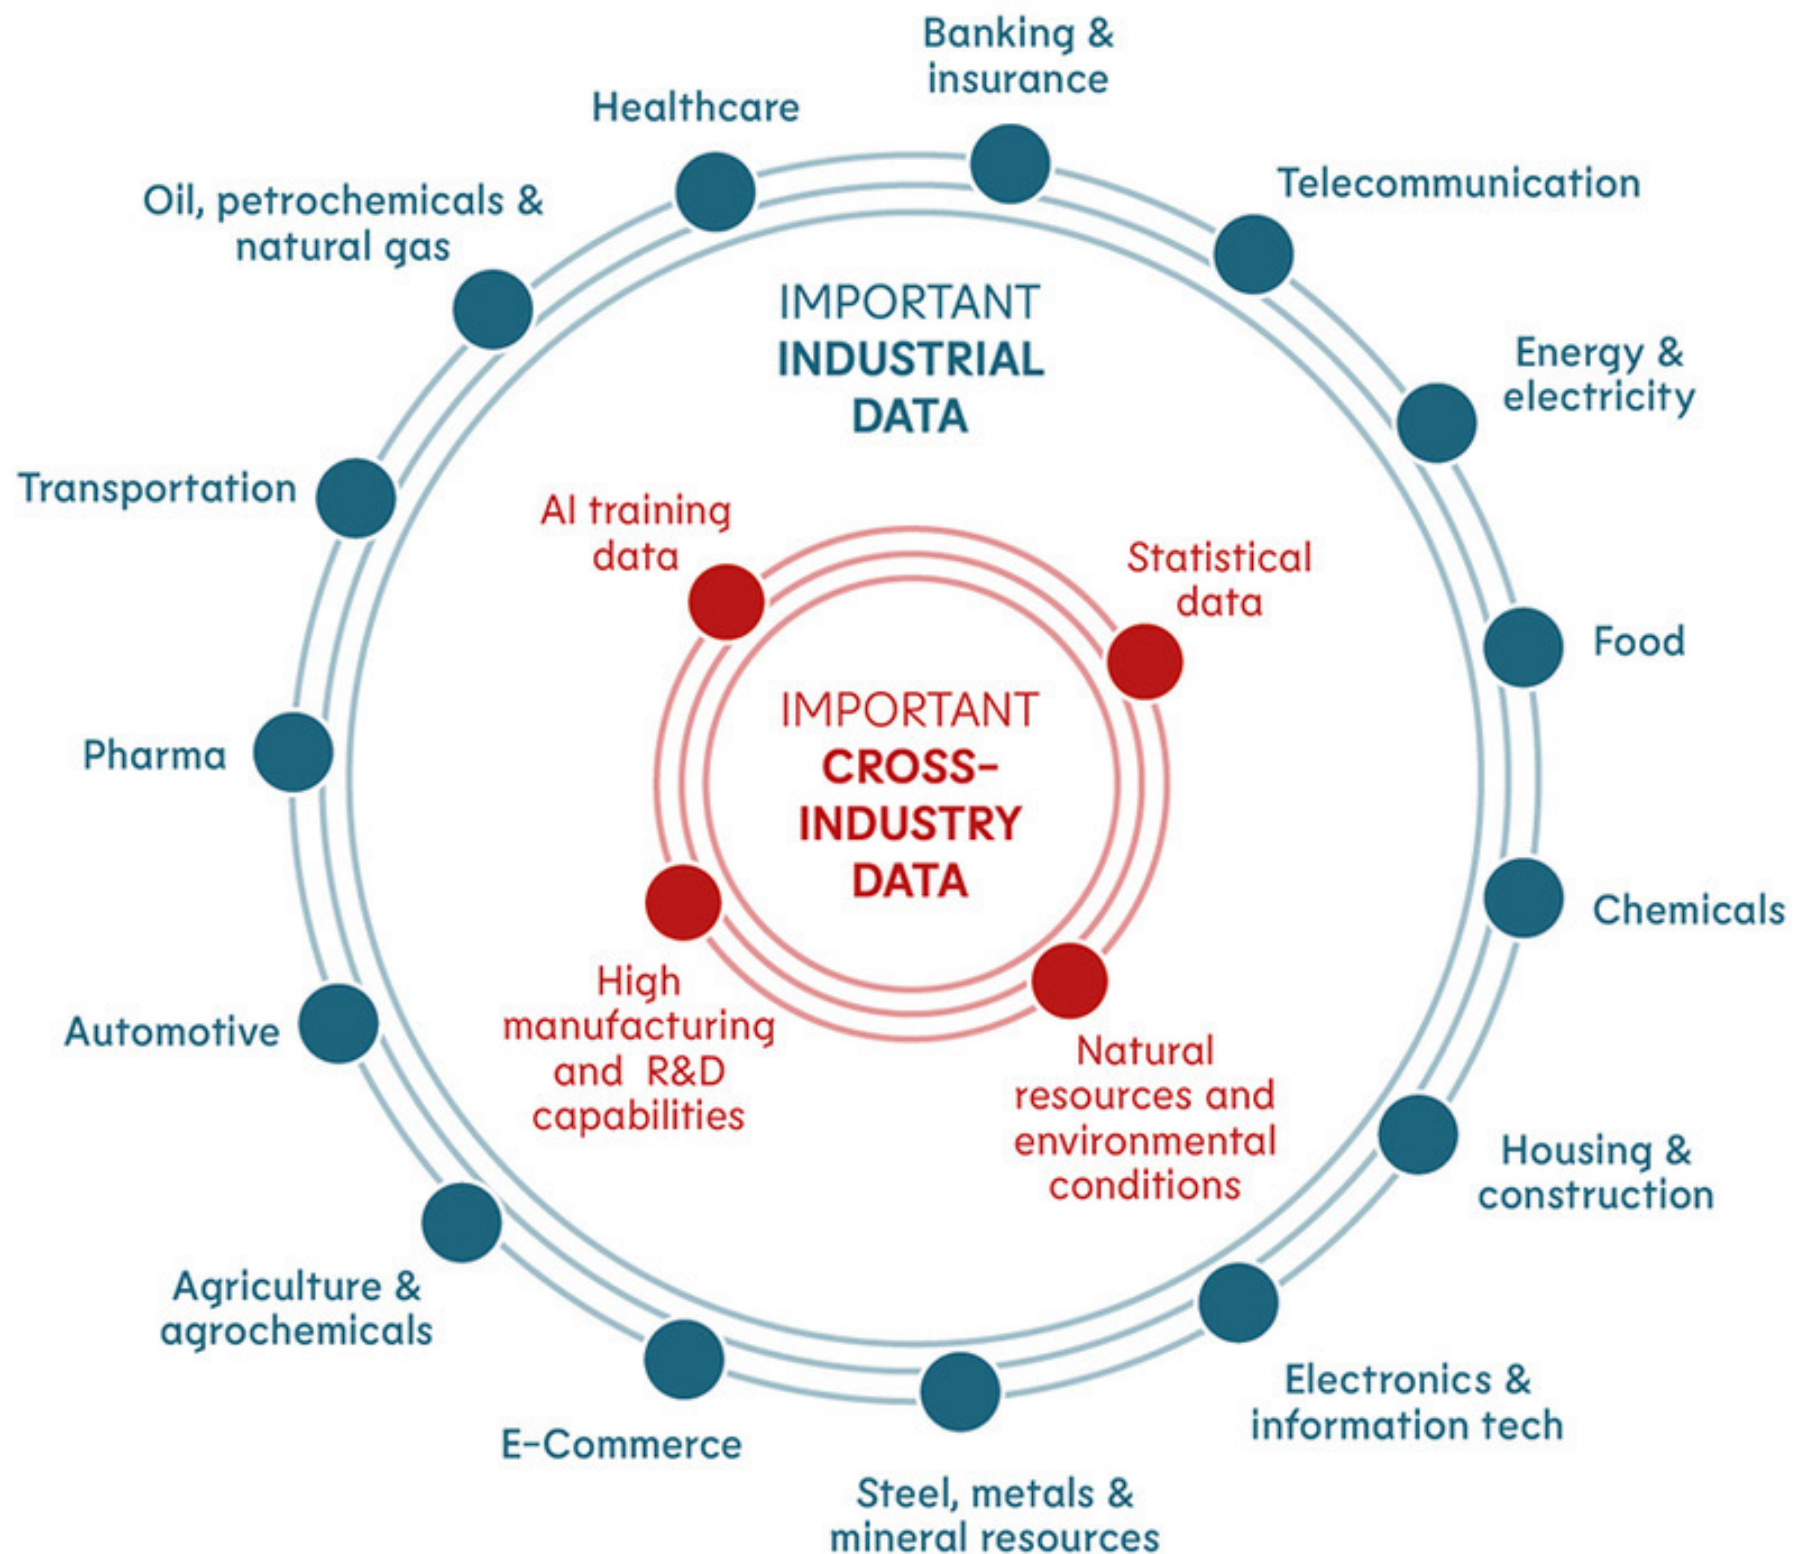 Banking &
insurance
Healthcare
Telecommunication
Oil, petrochemicals &
natural gas
IMPORTANT
INDUSTRIAL
DATA
Energy &
electricity
Transportation
AI training
data
Statistical
data
Food
IMPORTANT
CROSS-
INDUSTRY
DATA
Pharma
Chemicals
High
manufacturing
and R&D
capabilities
Automotive
Natural
resources and
environmental
conditions
Housing &
construction
Agriculture &
agrochemicals
Electronics &
information tech
E-Commerce
Steel, metals &
mineral resources